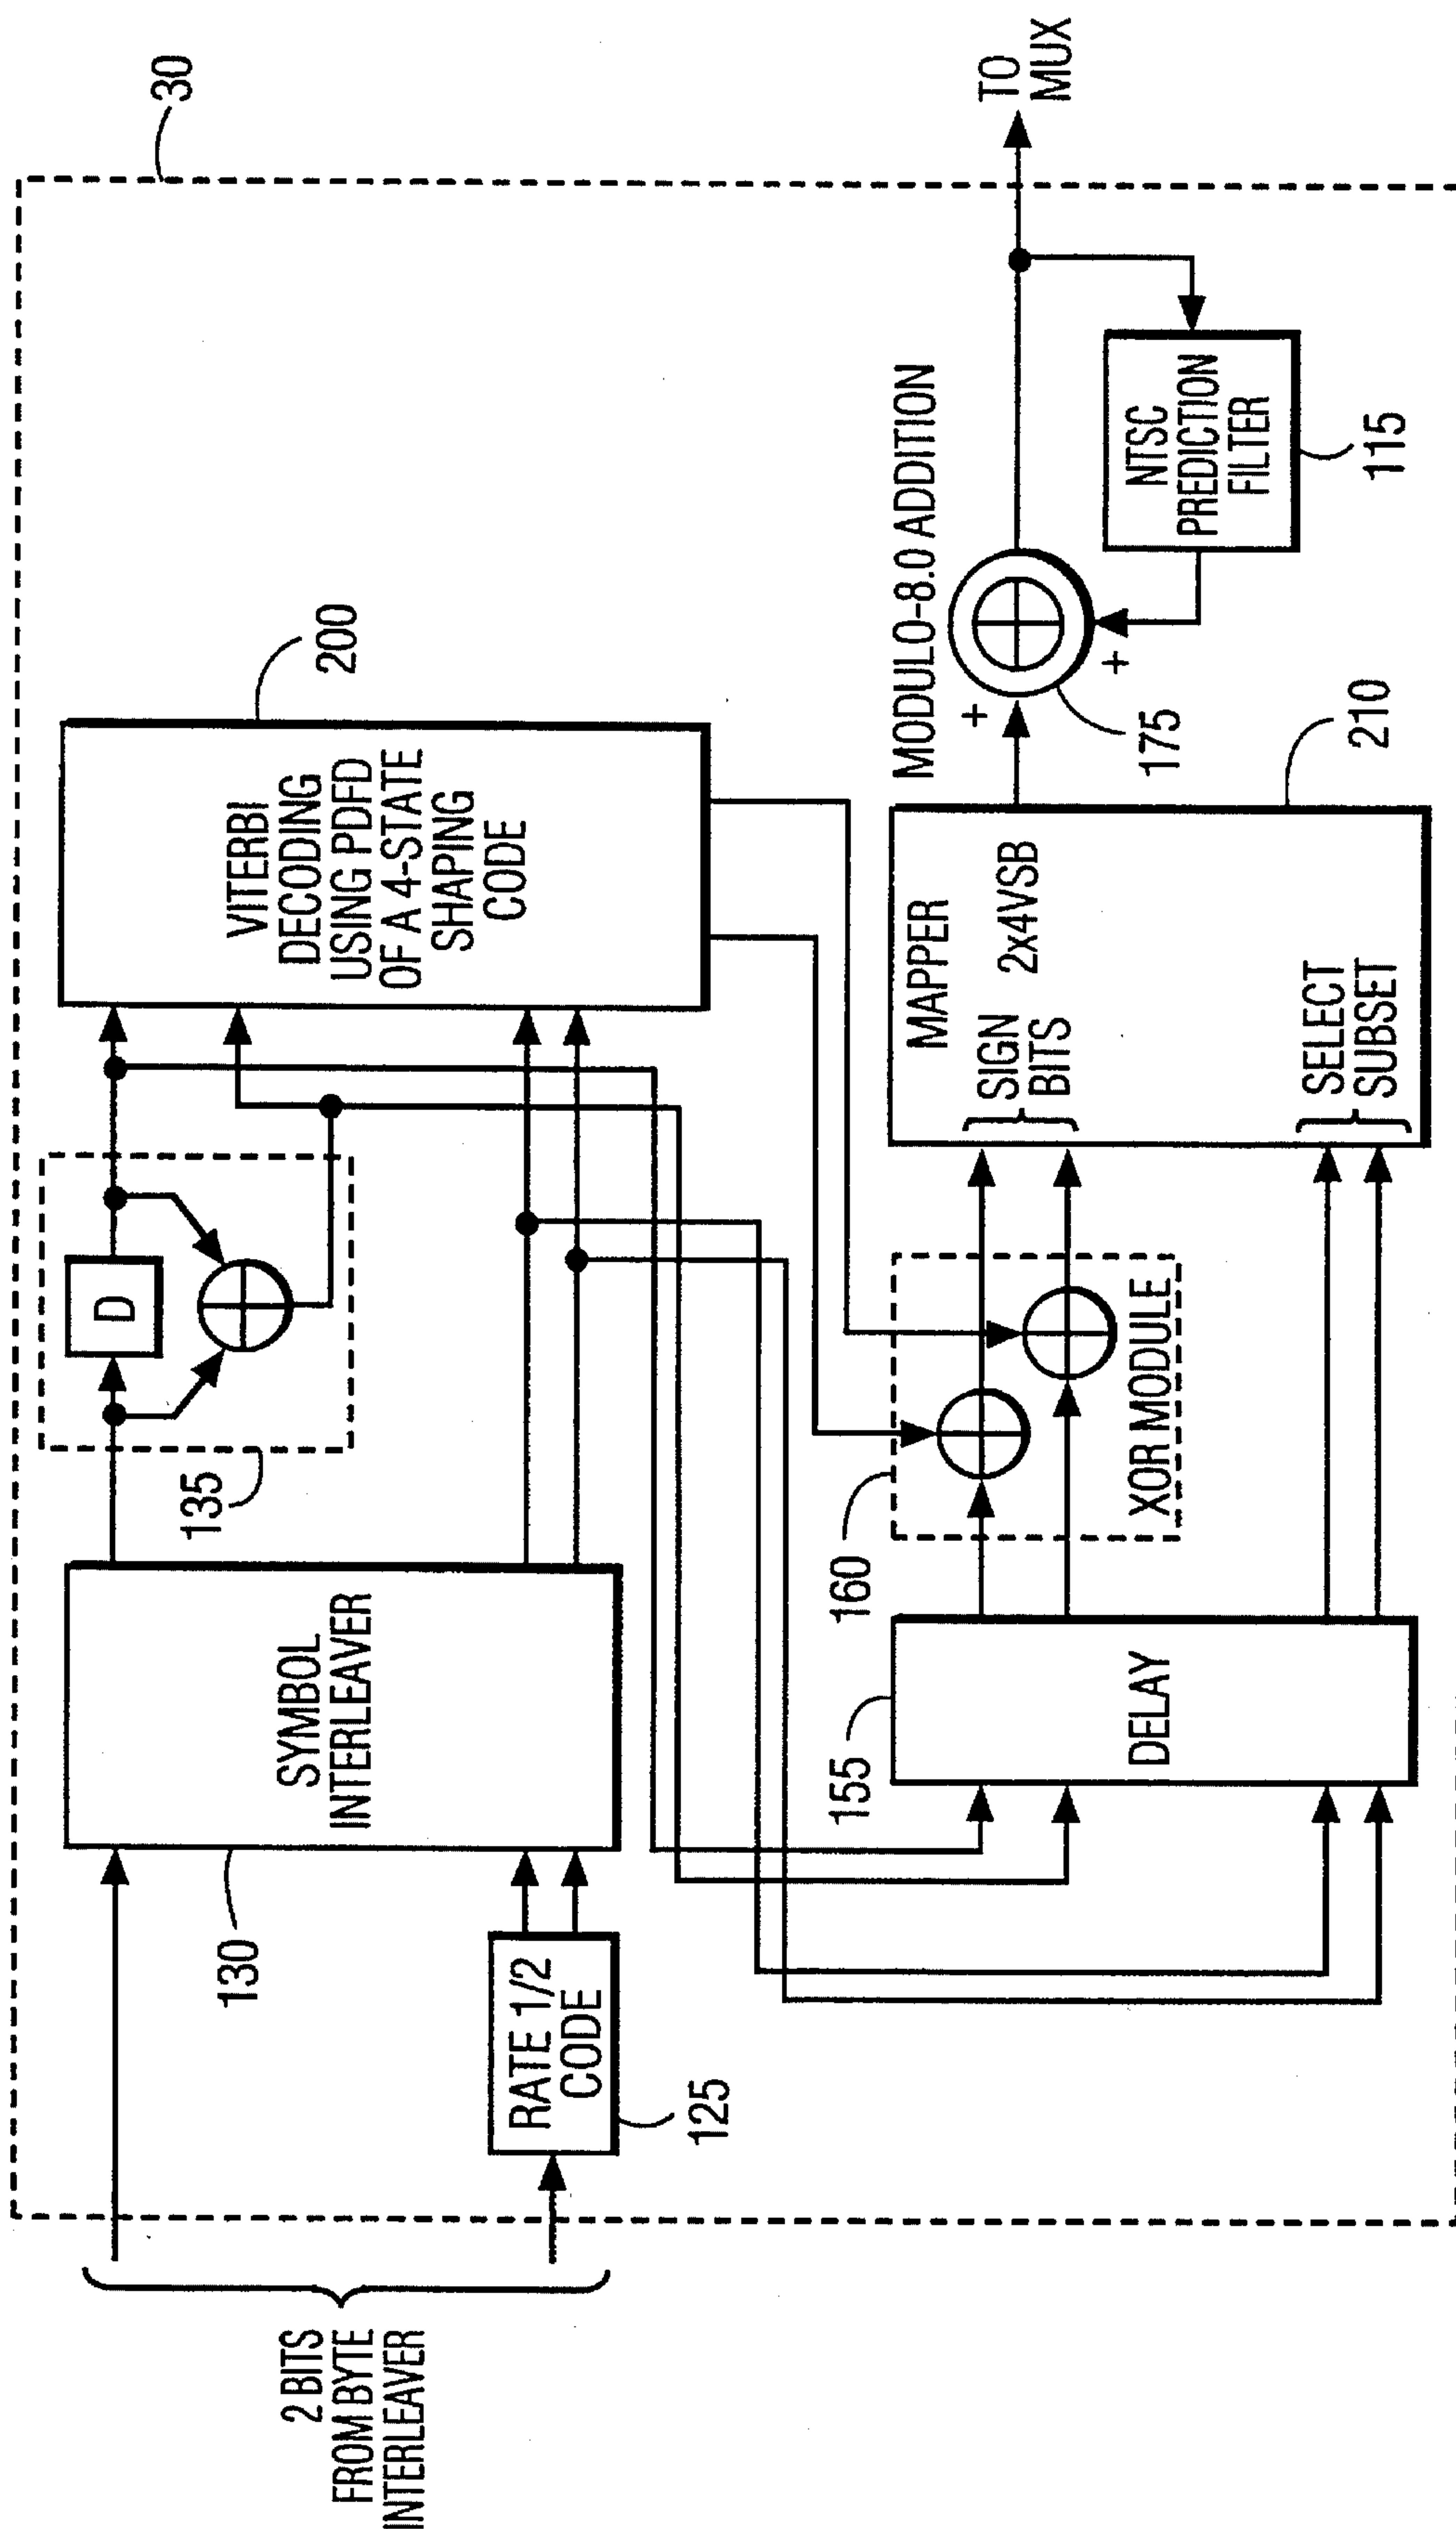 30
2 BITS
FROM BYTE
INTERLEAVER
RATE 1/2
CODE
125
SYMBOL
INTERLEAVER
130
D
135
VITERBI
DECODING
USING PDFD
OF A 4-STATE
SHAPING
CODE
200
DELAY
155
XOR MODULE
160
MAPPER
SIGN
BITS
2x4VSB
SELECT
SUBSET
210
MODULO-8.0 ADDITION
+
+
175
NTSC
PREDICTION
FILTER
115
TO
MUX